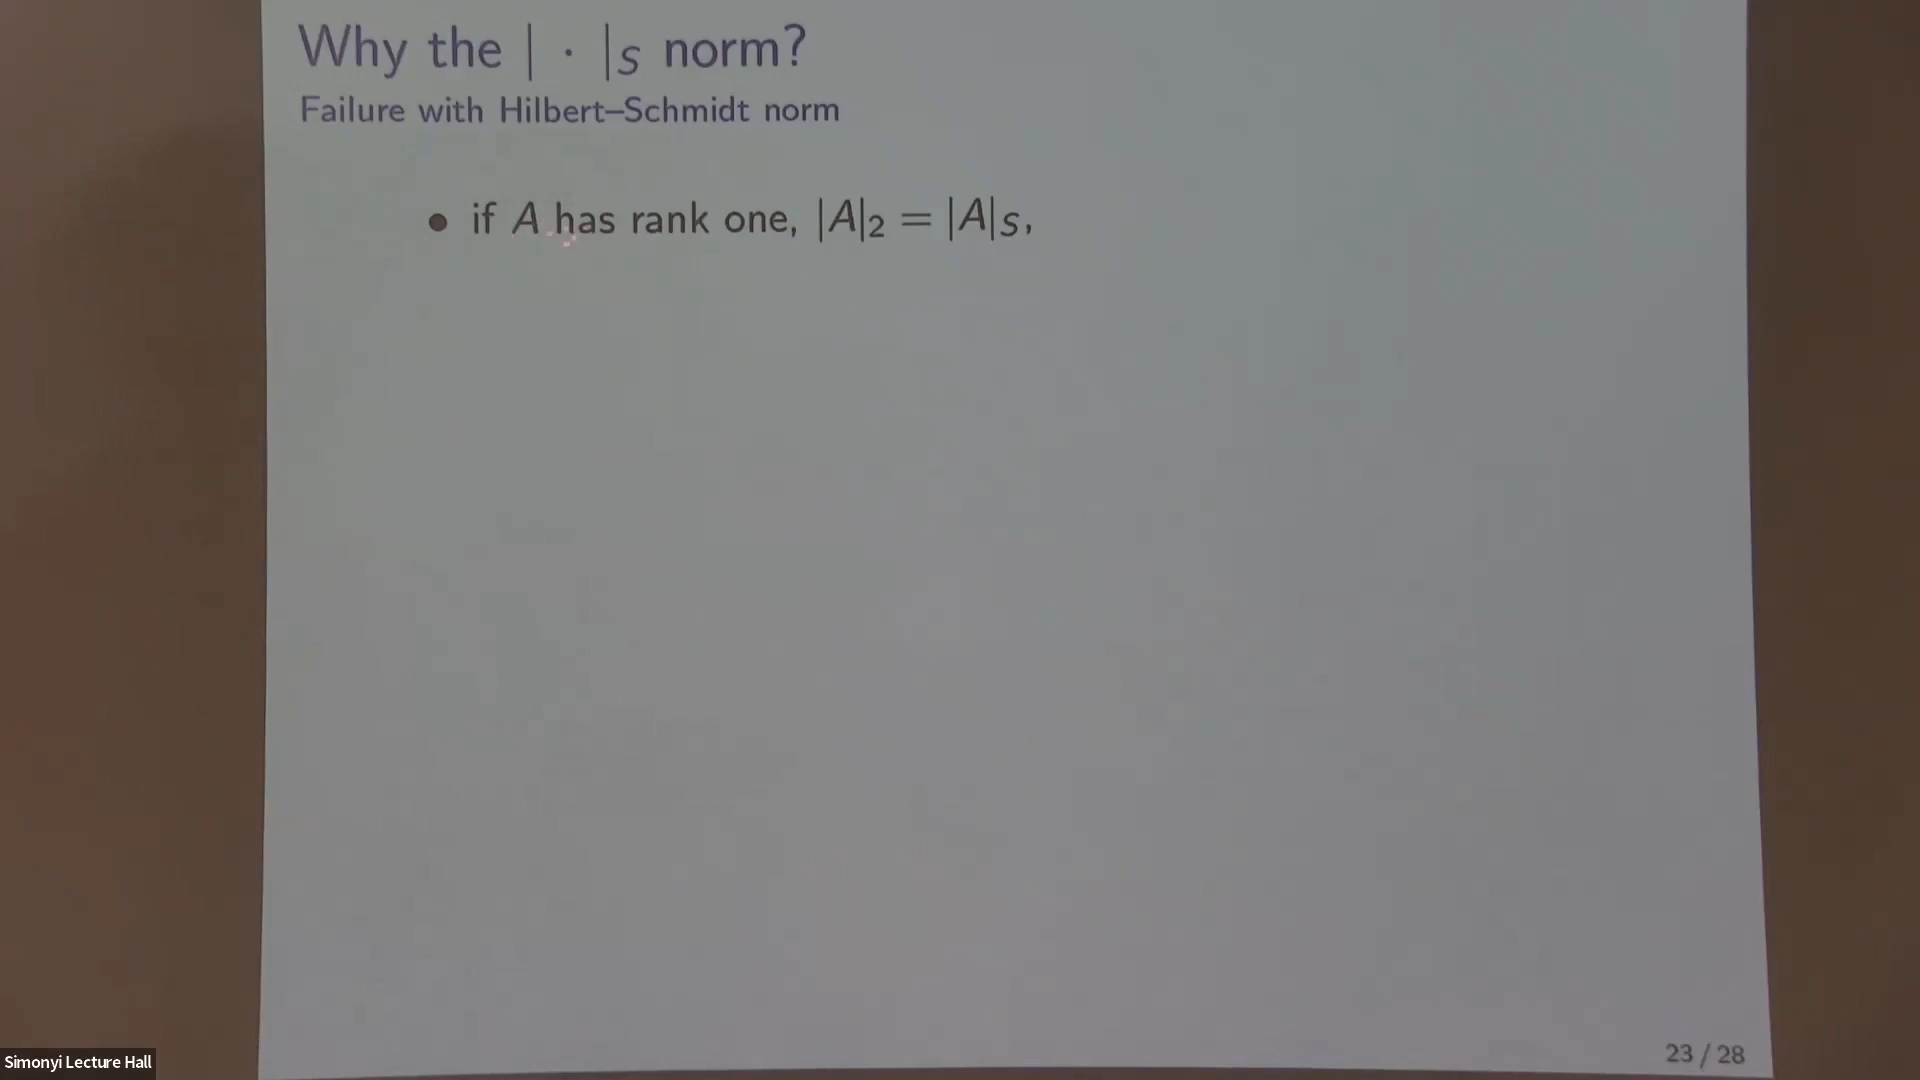 Why the | · |S norm?
Failure with Hilbert–Schmidt norm
• if A has rank one, |A|2 = |A|S,
23 / 28
Simonyi Lecture Hall